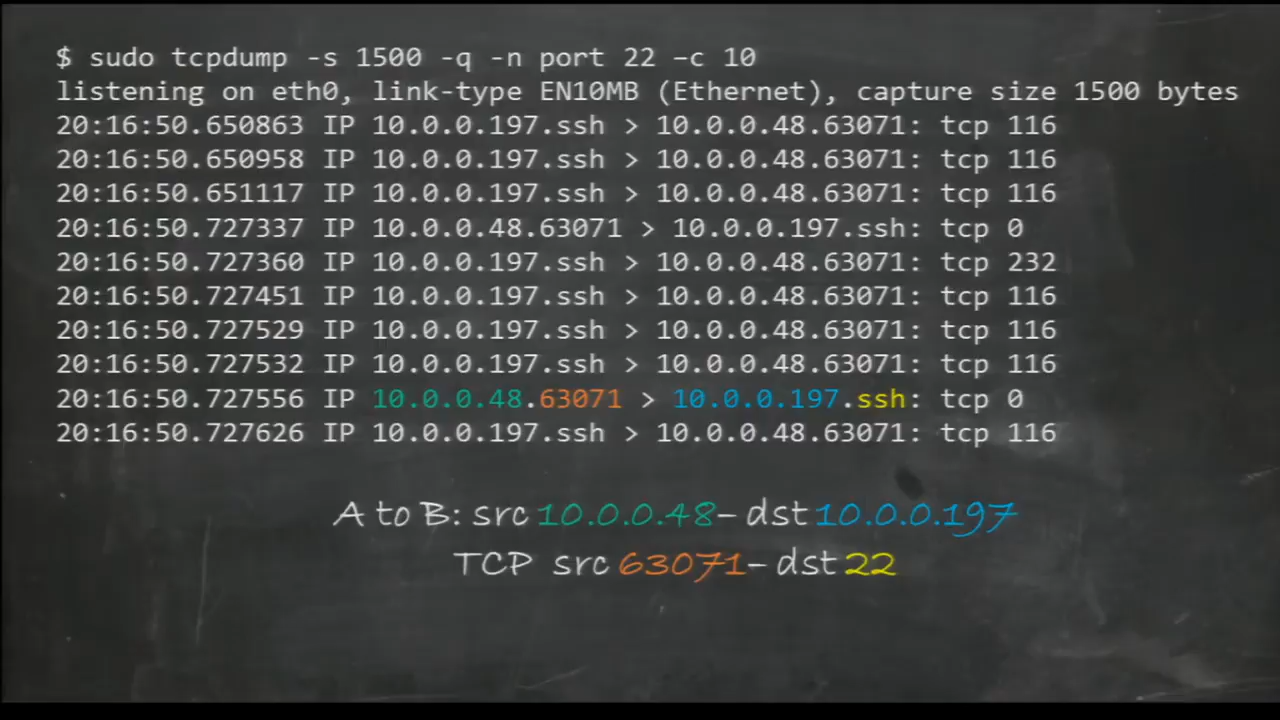 $ sudo tcpdump -s 1500 -q -n port 22 –c 10
listening on eth0, link-type EN10MB (Ethernet), capture size 1500 bytes
20:16:50.650863 IP 10.0.0.197.ssh > 10.0.0.48.63071: tcp 116
20:16:50.650958 IP 10.0.0.197.ssh > 10.0.0.48.63071: tcp 116
20:16:50.651117 IP 10.0.0.197.ssh > 10.0.0.48.63071: tcp 116
20:16:50.727337 IP 10.0.0.48.63071 > 10.0.0.197.ssh: tcp 0
20:16:50.727360 IP 10.0.0.197.ssh > 10.0.0.48.63071: tcp 232
20:16:50.727451 IP 10.0.0.197.ssh > 10.0.0.48.63071: tcp 116
20:16:50.727529 IP 10.0.0.197.ssh > 10.0.0.48.63071: tcp 116
20:16:50.727532 IP 10.0.0.197.ssh > 10.0.0.48.63071: tcp 116
20:16:50.727556 IP 10.0.0.48.63071 > 10.0.0.197.ssh: tcp 0
20:16:50.727626 IP 10.0.0.197.ssh > 10.0.0.48.63071: tcp 116
A to B: src 10.0.0.48– dst 10.0.0.197
TCP src 63071– dst 22